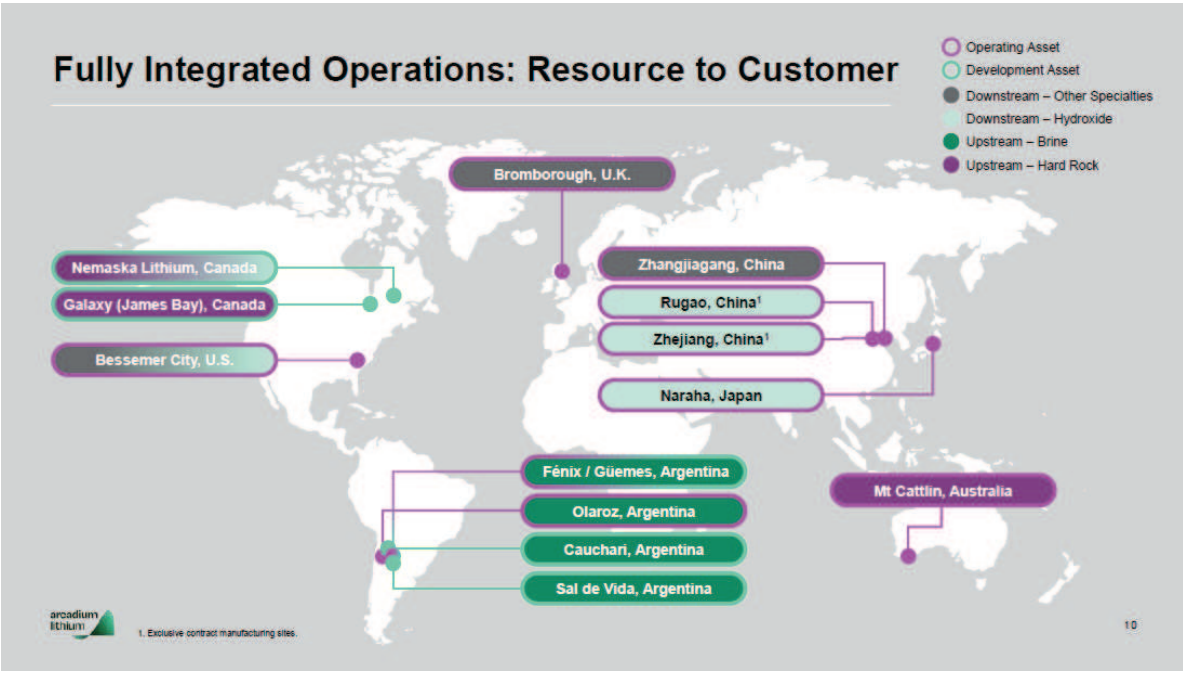 Fully Integrated Operations: Resource to Customer
Operating Asset
Development Asset
Downstream – Other Specialties
Downstream – Hydroxide
Upstream – Brine
Upstream – Hard Rock
Bromborough, U.K.
Nemaska Lithium, Canada
Galaxy (James Bay), Canada
Bessemer City, U.S.
Zhangjiagang, China
Rugao, China¹
Zhejiang, China¹
Naraha, Japan
Fénix / Güemes, Argentina
Olaroz, Argentina
Cauchari, Argentina
Sal de Vida, Argentina
Mt Cattlin, Australia
arcadium
lithium
1. Exclusive contract manufacturing sites.
10